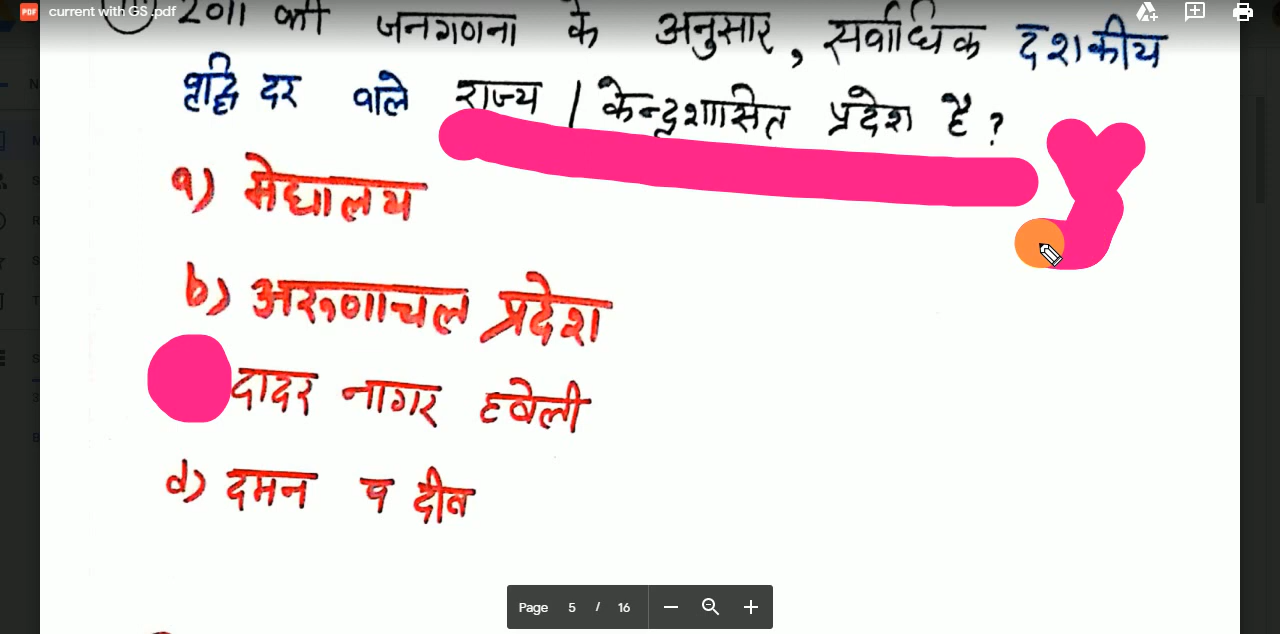 current with GS .pdf
2011 की जनगणना के अनुसार, सर्वाधिक दशकीय
वृद्धि दर वाले राज्य / केन्द्रशासित प्रदेश है?
a) मेघालय
b) अरुणाचल प्रदेश
दादर नागर हवेली
d) दमन व दीव
Page 5 / 16